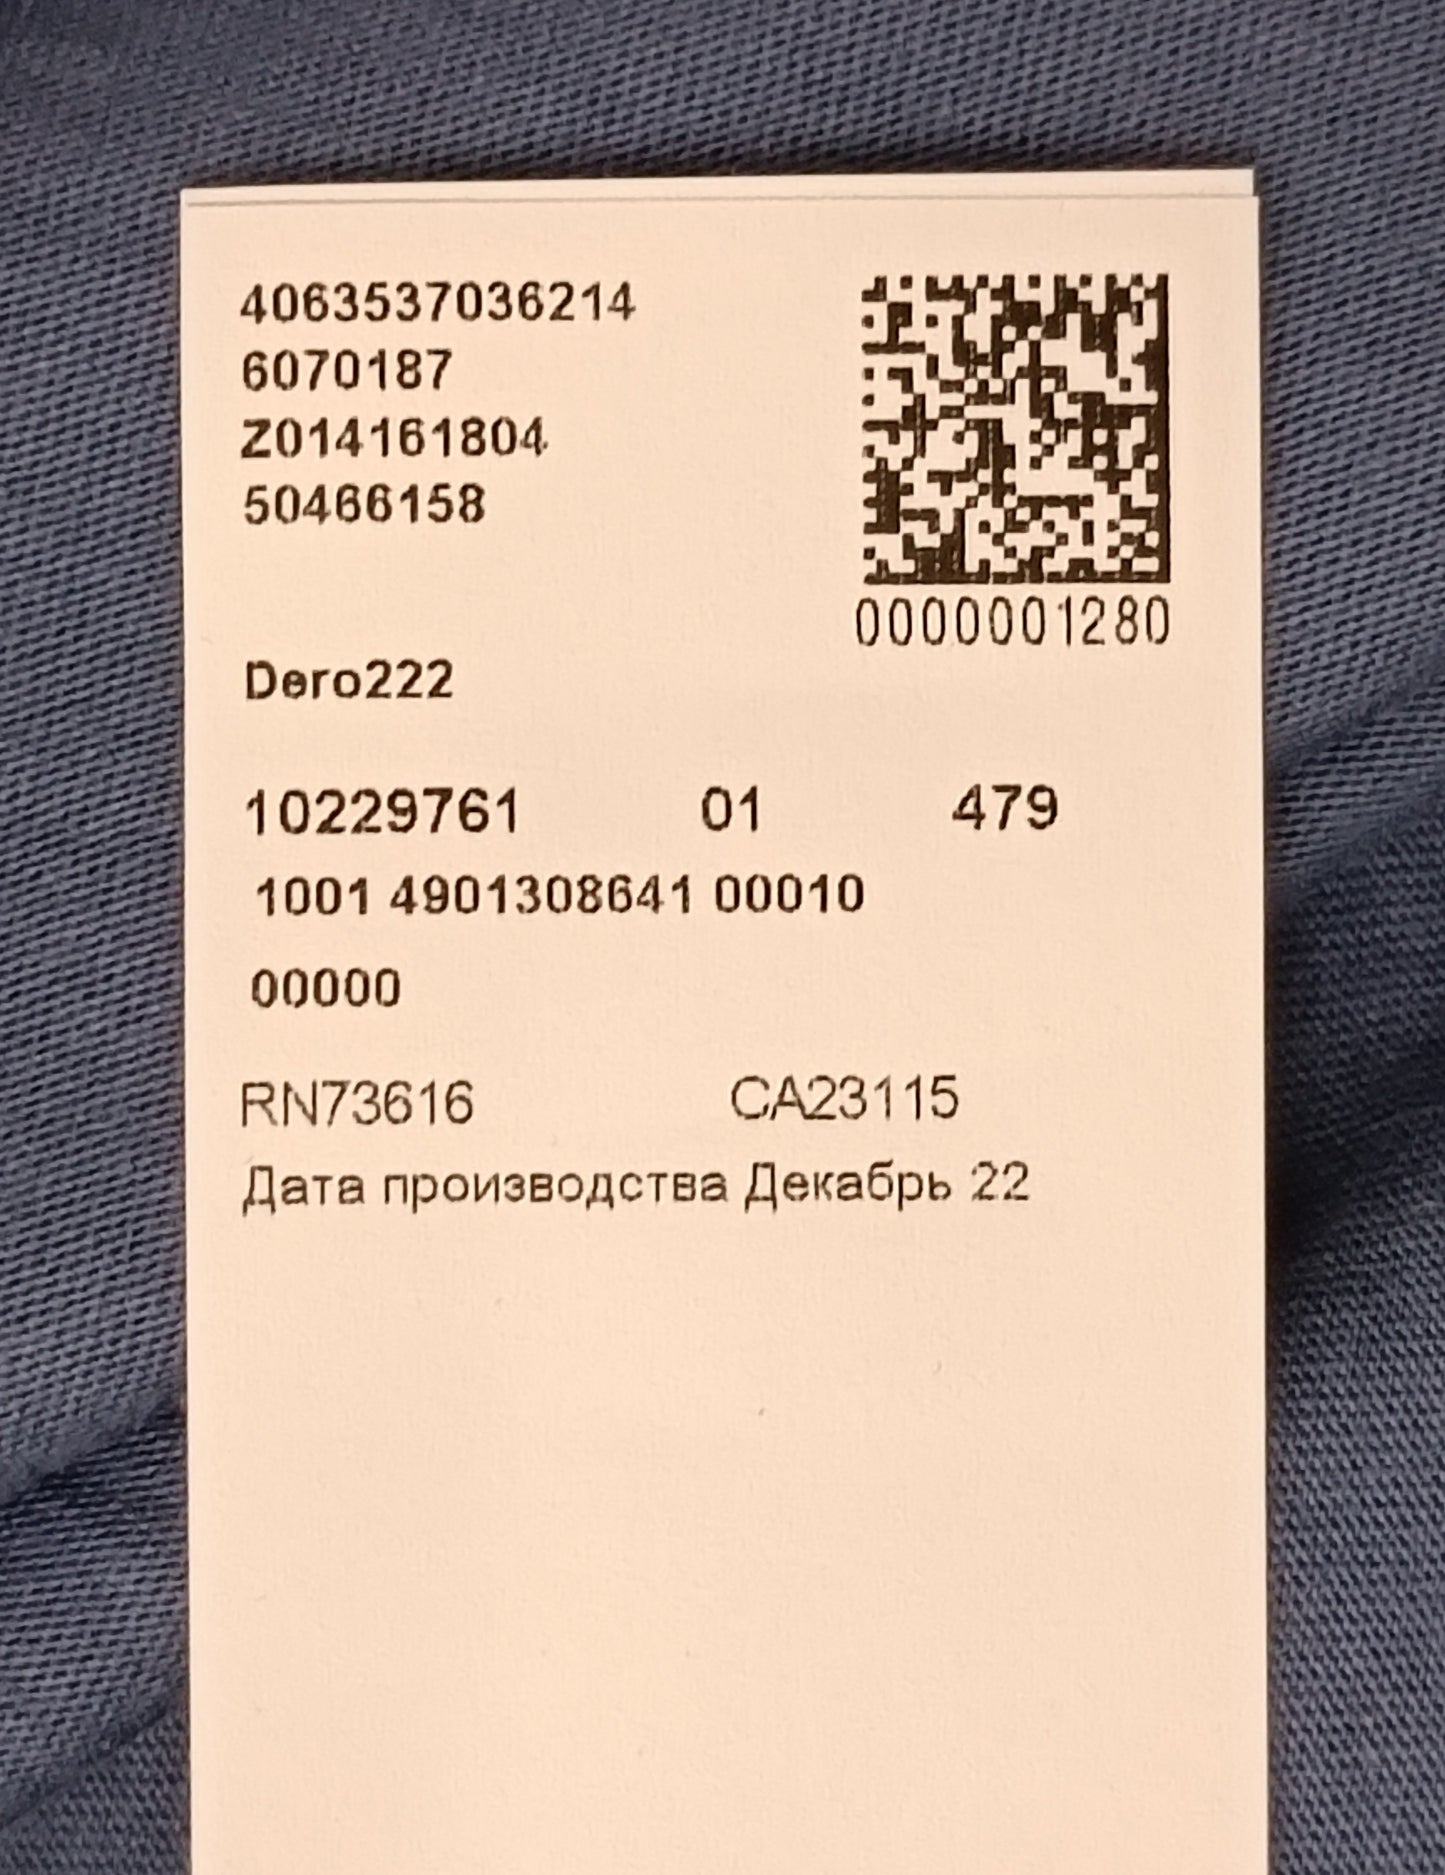 4063537036214
6070187
Z014161804
50466158
0000001280
Dero222
10229761 01 479
1001 4901308641 00010
00000
RN73616 CA23115
Дата производства Декабрь 22